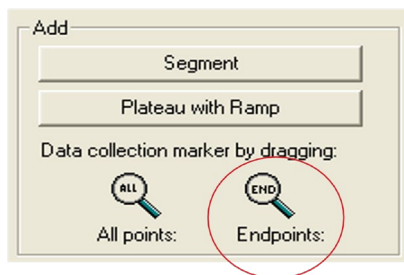 Add
Segment
Plateau with Ramp
Data collection marker by dragging:
ALL END
All points: Endpoints: